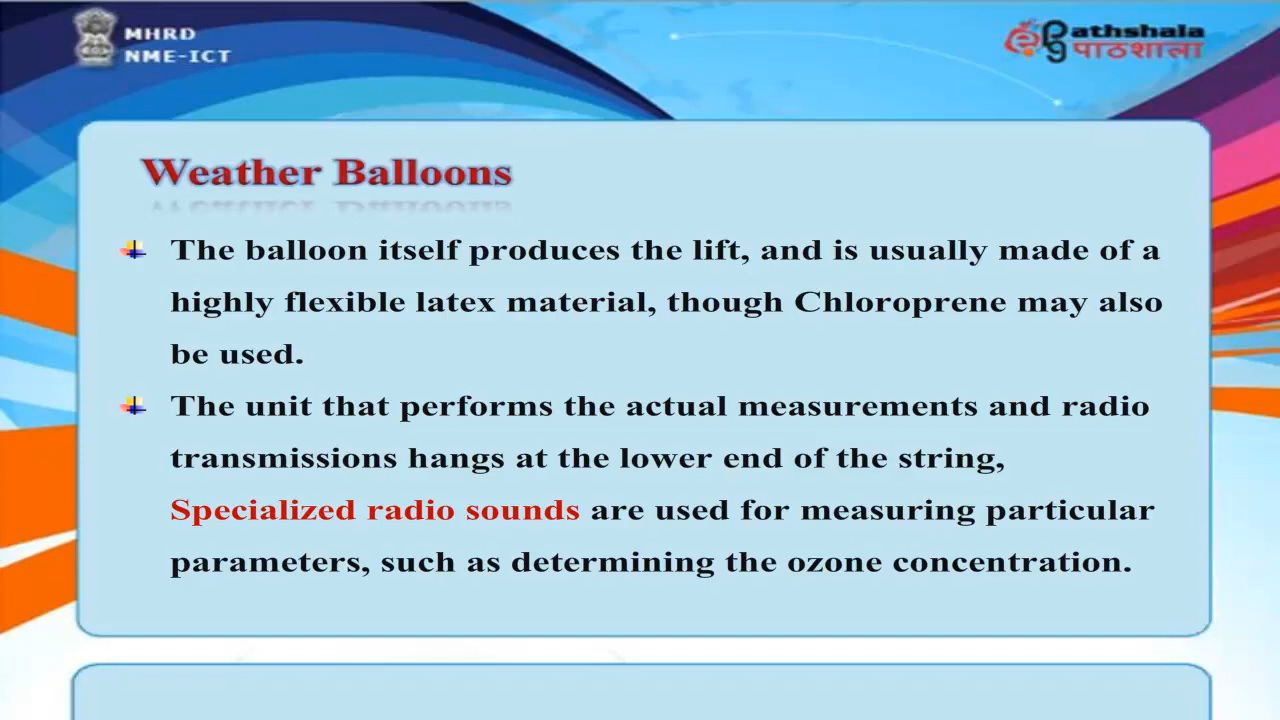 MHRD
NME-ICT
ePathshala
पाठशाला
Weather Balloons
The balloon itself produces the lift, and is usually made of a
highly flexible latex material, though Chloroprene may also
be used.
The unit that performs the actual measurements and radio
transmissions hangs at the lower end of the string,
Specialized radio sounds are used for measuring particular
parameters, such as determining the ozone concentration.